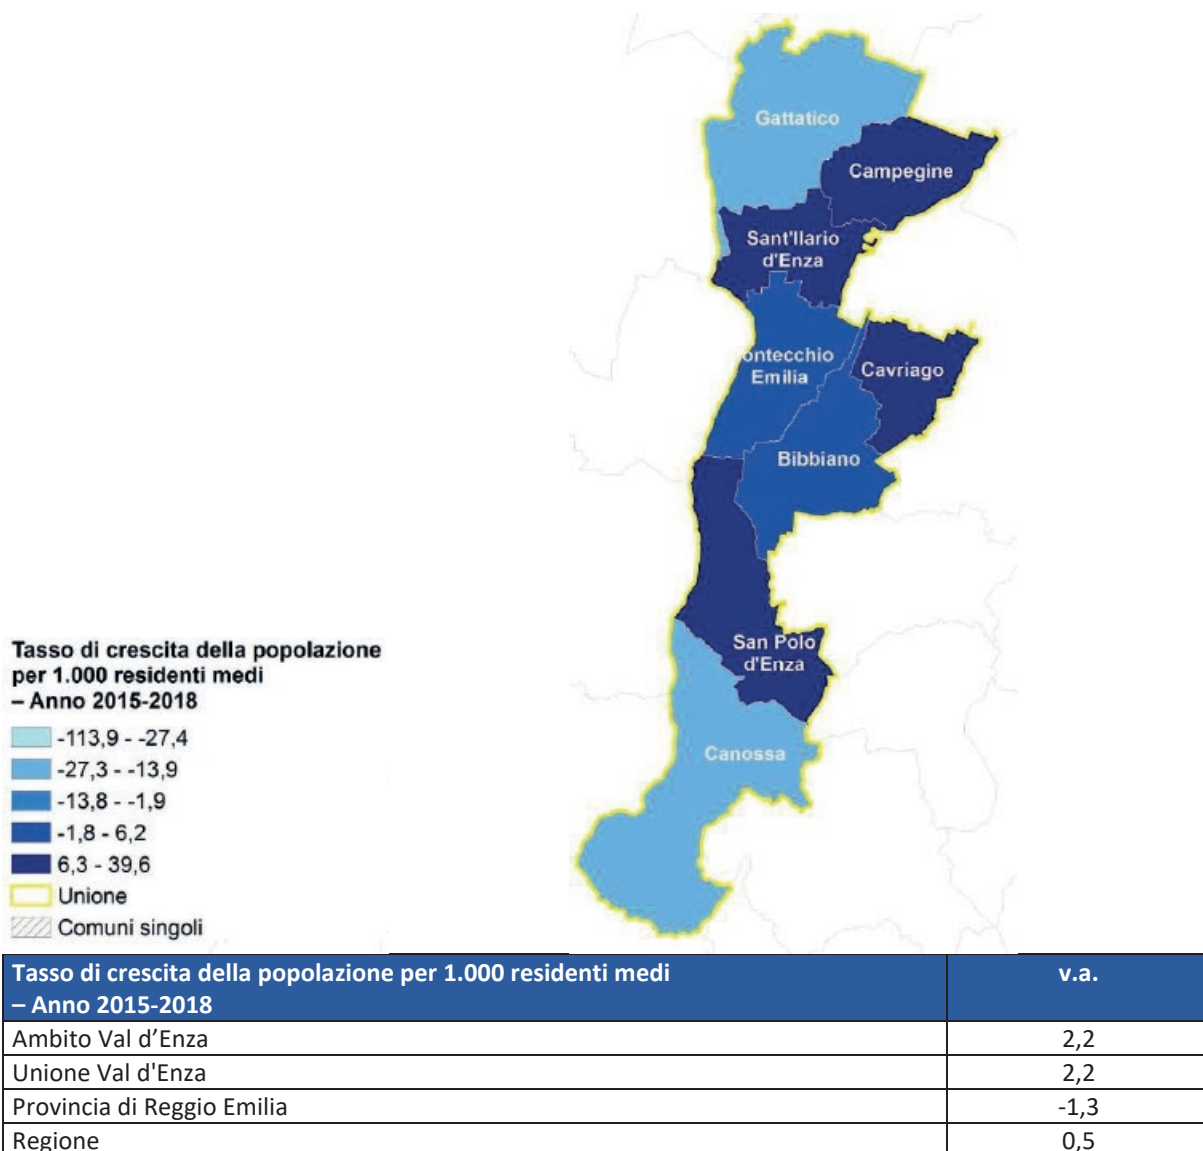 Gattatico
Campegine
Sant'Ilario
d'Enza
ontecchio
Emilia
Cavriago
Bibbiano
San Polo
d'Enza
Canossa
Tasso di crescita della popolazione
per 1.000 residenti medi
– Anno 2015-2018
-113,9 - -27,4
-27,3 - -13,9
-13,8 - -1,9
-1,8 - 6,2
6,3 - 39,6
Unione
Comuni singoli
Tasso di crescita della popolazione per 1.000 residenti medi v.a.
– Anno 2015-2018
Ambito Val d’Enza 2,2
Unione Val d'Enza 2,2
Provincia di Reggio Emilia -1,3
Regione 0,5